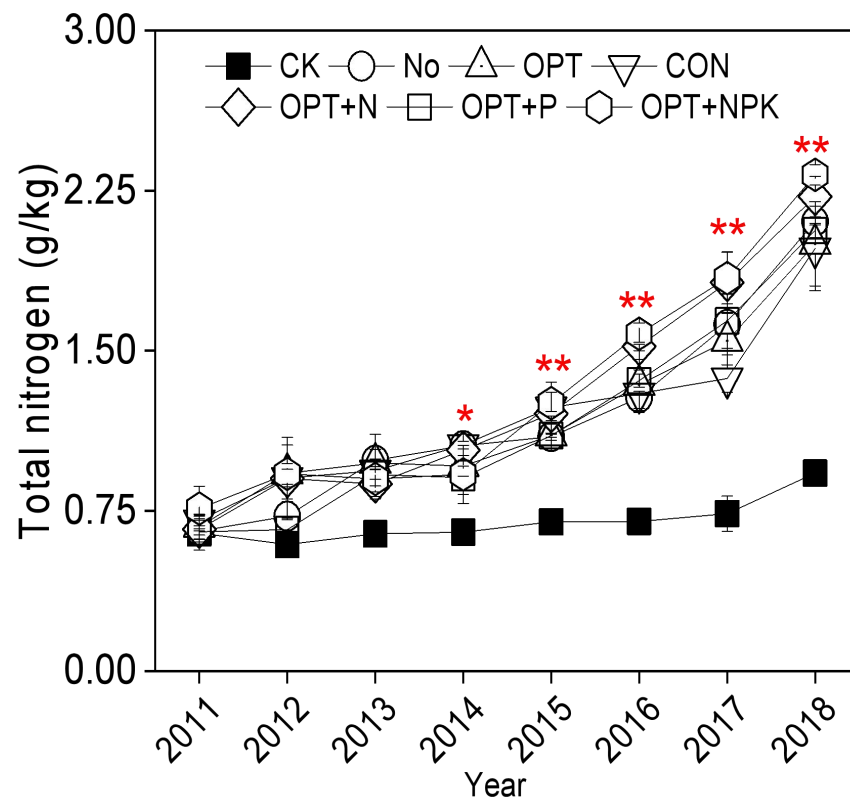 3.00
CK No OPT CON
OPT+N OPT+P OPT+NPK
**
2.25
**
**
1.50
**
*
0.75
0.00
Total nitrogen (g/kg)
2011 2012 2013 2014 2015 2016 2017 2018
Year